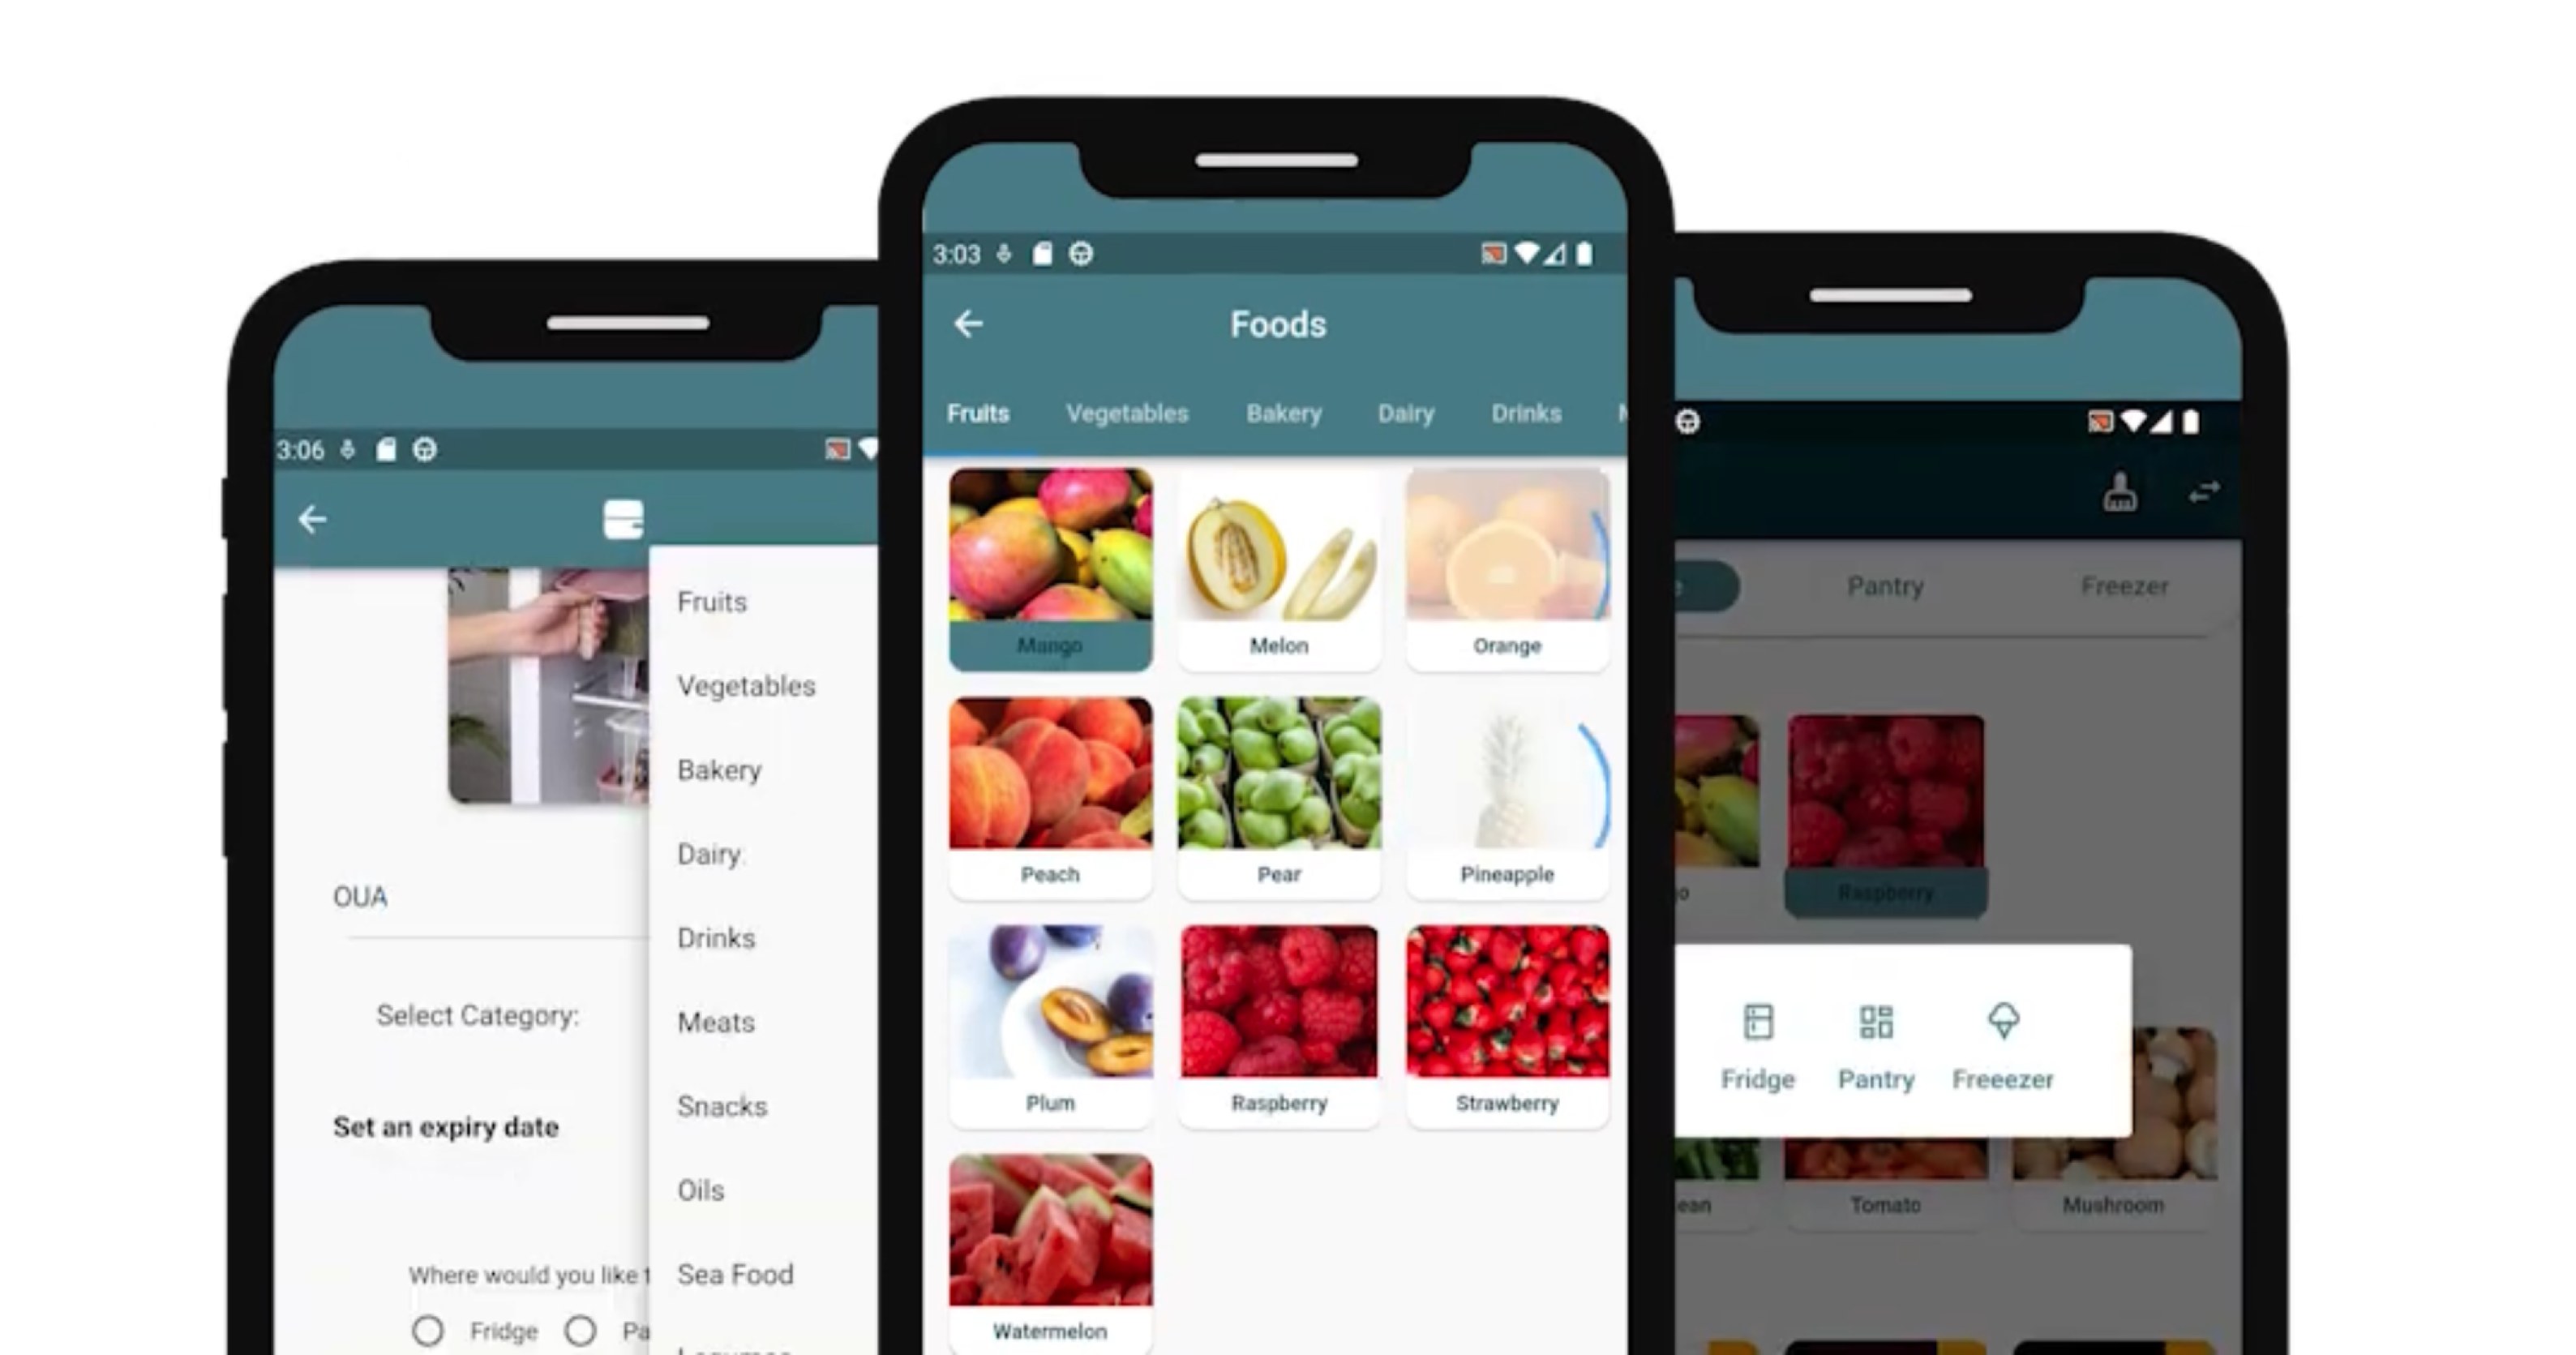 3:06
OUA
Select Category:
Set an expiry date
Where would you like
Fridge
Fruits
Vegetables
Bakery
Dairy
Drinks
Meats
Snacks
Oils
Sea Food
3:03
Foods
Fruits Vegetables Bakery Dairy Drinks
Mango Melon Orange
Peach Pear Pineapple
Plum Raspberry Strawberry
Watermelon
Pantry Freezer
Raspberry
Fridge Pantry Freeezer
Tomato Mushroom